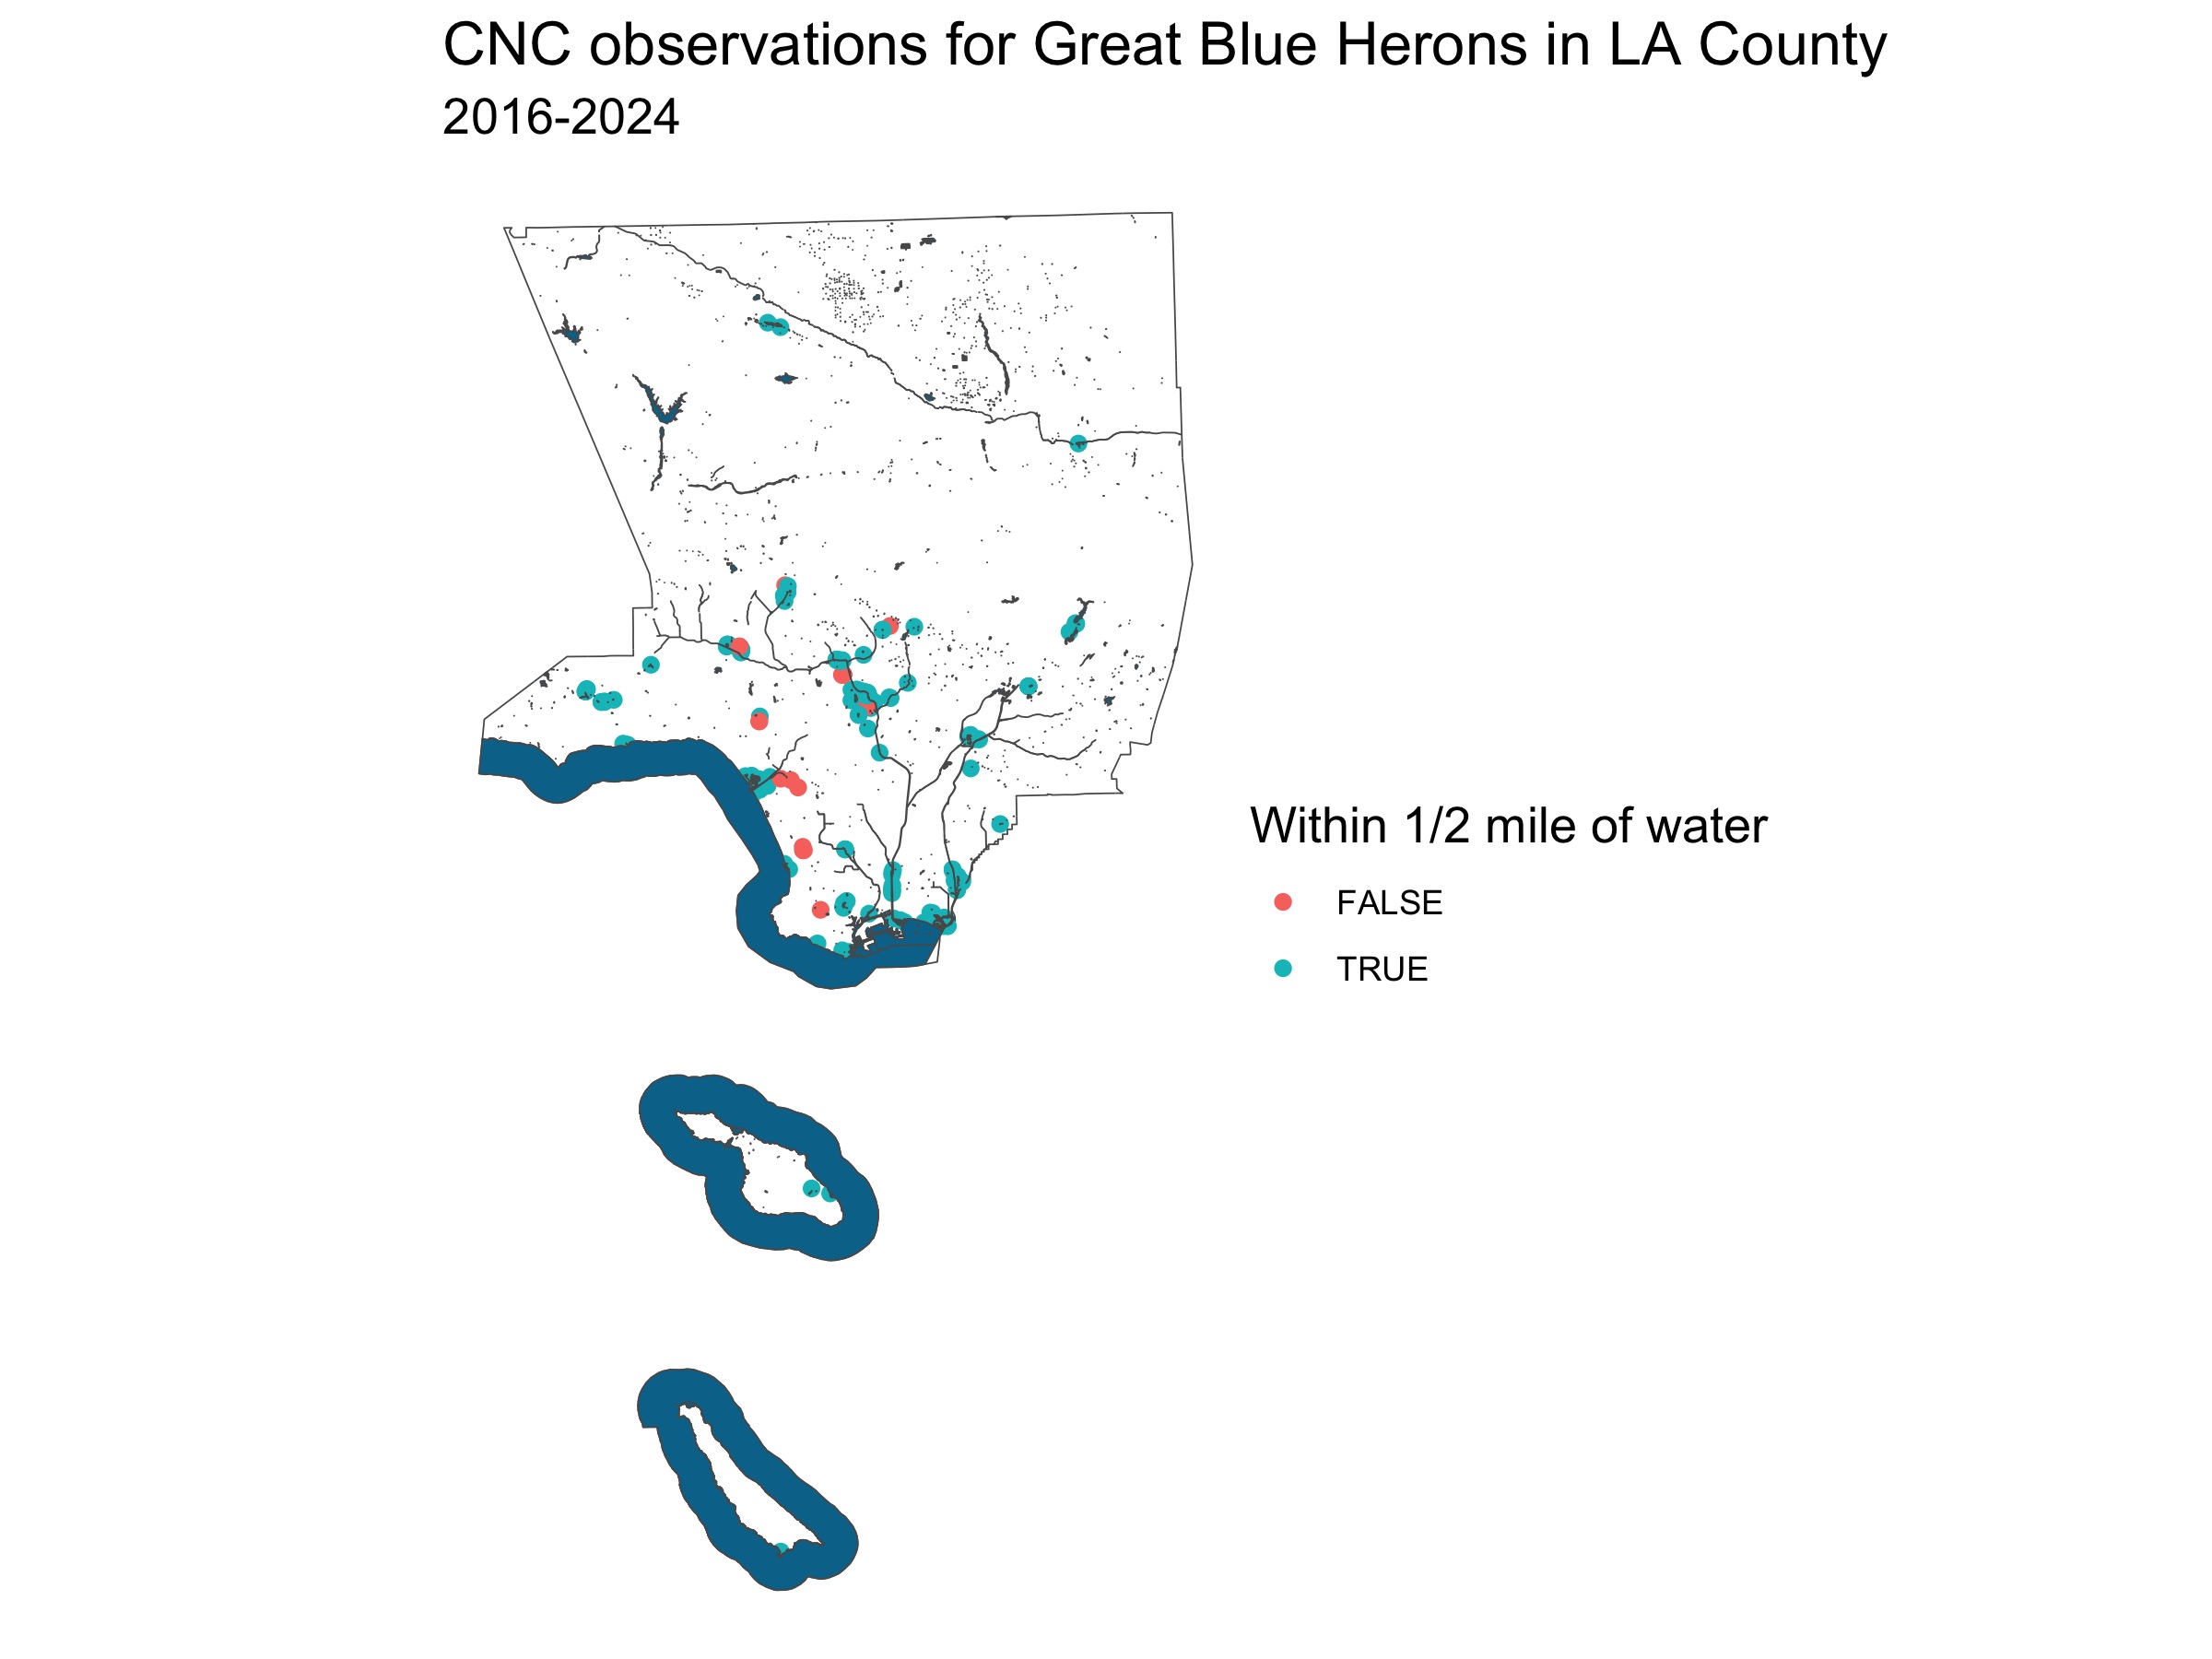 CNC observations for Great Blue Herons in LA County
2016-2024
Within 1/2 mile of water
FALSE
TRUE